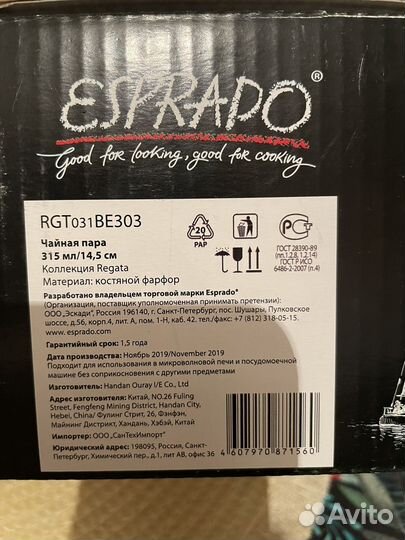 ESPRADO®
Good for looking, good for cooking
RGT031BE303
Чайная пара
315 мл/14,5 см
Коллекция Regata
Материал: костяной фарфор
20
PAP
РСТ
ГОСТ 28390-89
(пп.1.2.8, 1.2.14)
ГОСТ Р ИСО
6486-2-2007 (п.4)
Разработано владельцем торговой марки Esprado®
(Организация, поставщик уполномоченная принимать претензии):
ООО „Эскади“, Россия 196140, г. Санкт-Петербург, пос. Шушары, Пулковское
шоссе, д.56, корп.4, лит. А, пом. 1-Н, каб. 42. тел./факс: +7 (812) 318-05-15.
Гарантийный срок: 1,5 года
Дата производства: Ноябрь 2019/November 2019
Подходит для использования в микроволновой печи и посудомоечной
машине без соприкосновения с другими предметами
Изготовитель: Handan Ouray I/E Co., Ltd
Адрес изготовителя: Китай, NO.26 Fuling
Street, Fengfeng Mining District, Handan City,
Hebei, China/ Фулинг Стрит 26, Фэнфэн,
Майнинг Дистрикт, Хандань, Хэбэй, Китай
Импортер: ООО „СанТехИмпорт“
Юридический адрес: 198095, Россия, Санкт-
Петербург, Химический пер., д.1, лит АВ, офис 36
4 607970 871560
Avito